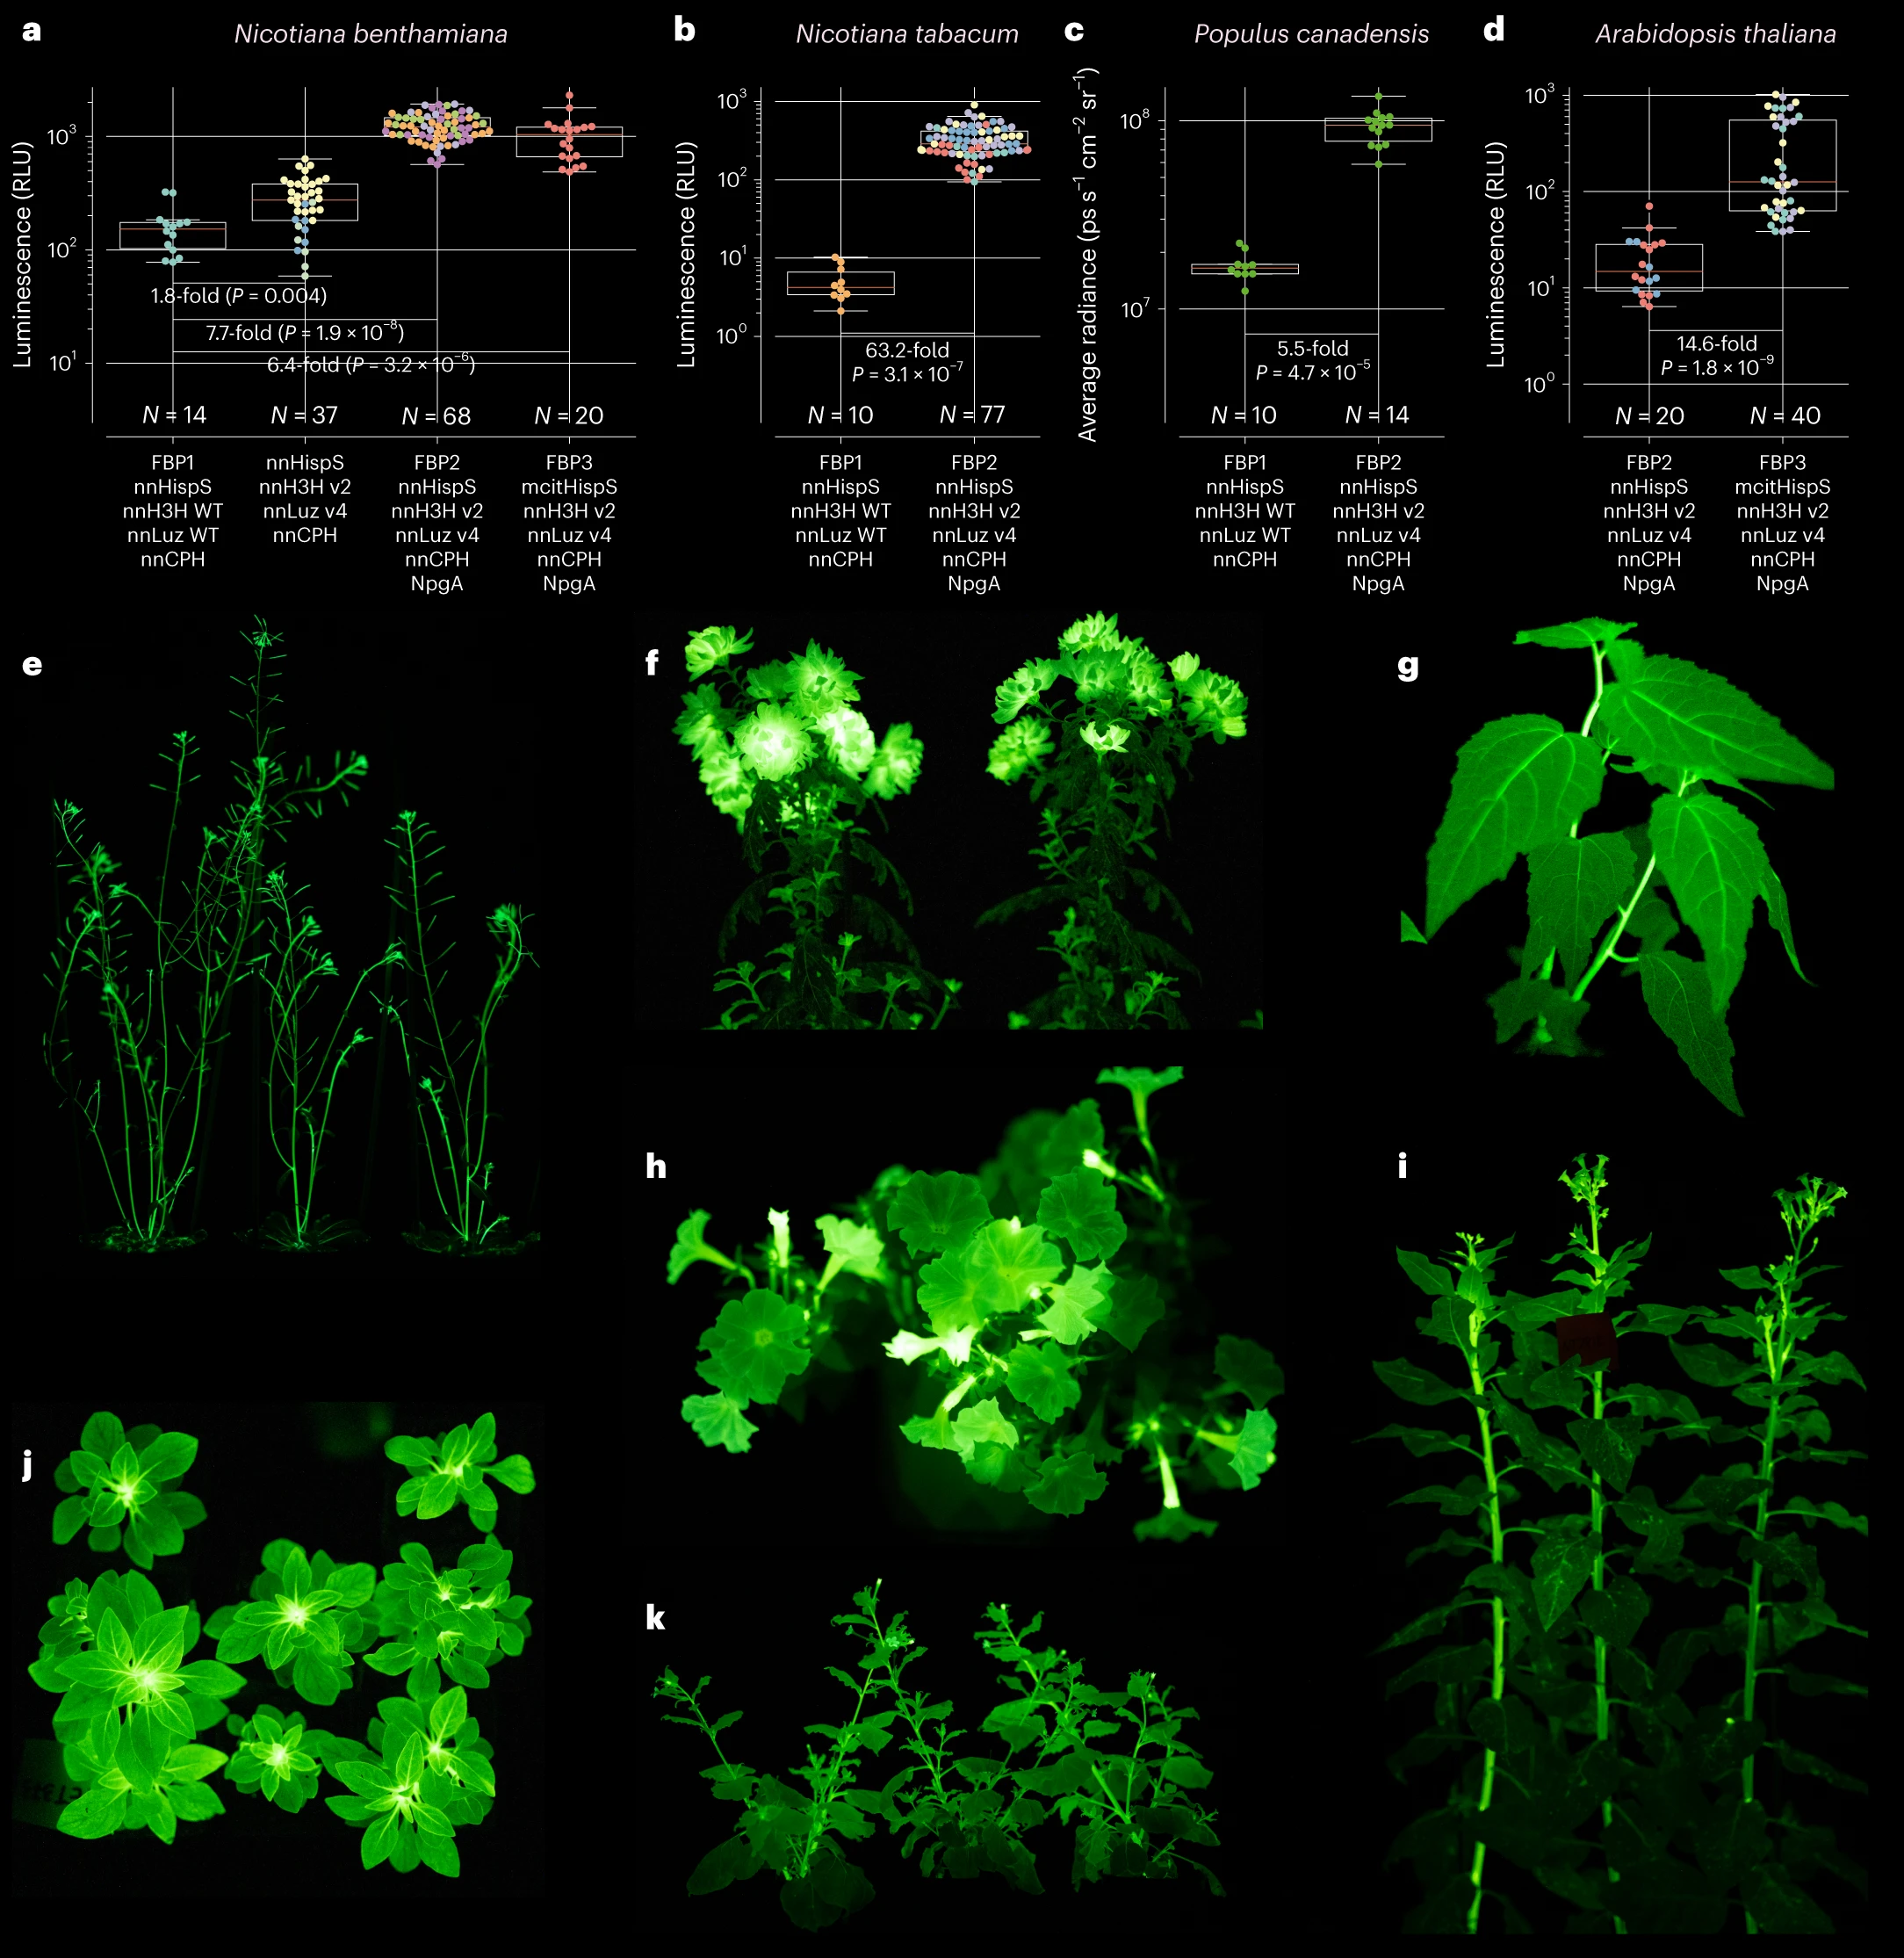 a
Nicotiana benthamiana
Luminescence (RLU)
10³
10²
10¹
1.8-fold (P = 0.004)
7.7-fold (P = 1.9 × 10⁻⁸)
6.4-fold (P = 3.2 × 10⁻⁶)
N = 14
N = 37
N = 68
N = 20
FBP1
nnHispS
nnH3H WT
nnLuz WT
nnCPH
nnHispS
nnH3H v2
nnLuz v4
nnCPH
FBP2
nnHispS
nnH3H v2
nnLuz v4
nnCPH
NpgA
FBP3
mcitHispS
nnH3H v2
nnLuz v4
nnCPH
NpgA
b
Nicotiana tabacum
Luminescence (RLU)
10³
10²
10¹
10⁰
63.2-fold
P = 3.1 × 10⁻⁷
N = 10
N = 77
FBP1
nnHispS
nnH3H WT
nnLuz WT
nnCPH
FBP2
nnHispS
nnH3H v2
nnLuz v4
nnCPH
NpgA
c
Populus canadensis
Average radiance (ps s⁻¹ cm⁻² sr⁻¹)
10⁸
10⁷
5.5-fold
P = 4.7 × 10⁻⁵
N = 10
N = 14
FBP1
nnHispS
nnH3H WT
nnLuz WT
nnCPH
FBP2
nnHispS
nnH3H v2
nnLuz v4
nnCPH
NpgA
d
Arabidopsis thaliana
Luminescence (RLU)
10³
10²
10¹
10⁰
14.6-fold
P = 1.8 × 10⁻⁹
N = 20
N = 40
FBP2
nnHispS
nnH3H v2
nnLuz v4
nnCPH
NpgA
FBP3
mcitHispS
nnH3H v2
nnLuz v4
nnCPH
NpgA
e
f
g
h
i
j
k